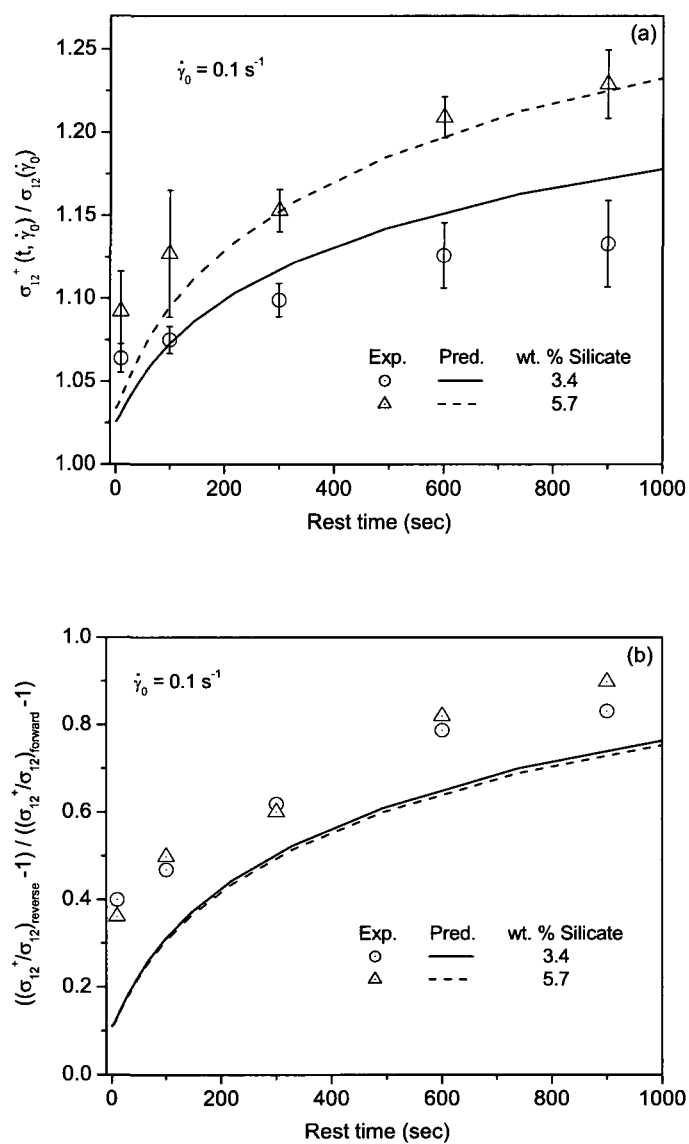 (a)
γ̇₀ = 0.1 s⁻¹
σ₁₂⁺ (t, γ̇₀) / σ₁₂(γ̇₀)
1.25
1.20
1.15
1.10
1.05
1.00
Exp. Pred. wt. % Silicate
3.4
5.7
0 200 400 600 800 1000
Rest time (sec)
(b)
γ̇₀ = 0.1 s⁻¹
((σ₁₂⁺/σ₁₂)reverse -1) / ((σ₁₂⁺/σ₁₂)forward -1)
1.0
0.8
0.6
0.4
0.2
0.0
Exp. Pred. wt. % Silicate
3.4
5.7
0 200 400 600 800 1000
Rest time (sec)